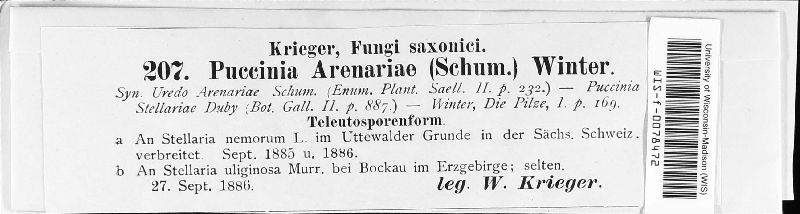 Krieger, Fungi saxonici.
207. Puccinia Arenariae (Schum.) Winter.
Syn. Uredo Arenariae Schum. (Enum. Plant. Saell. II. p. 232.) — Puccinia
Stellariae Duby (Bot. Gall. II. p. 887.) — Winter, Die Pilze, I. p. 169.
Teleutosporenform.
a An Stellaria nemorum L. im Uttewalder Grunde in der Sächs. Schweiz.
verbreitet. Sept. 1885 u. 1886.
b An Stellaria uliginosa Murr. bei Bockau im Erzgebirge; selten.
27. Sept. 1886.
leg. W. Krieger.
WIS-f-0078472
University of Wisconsin-Madison (WIS)